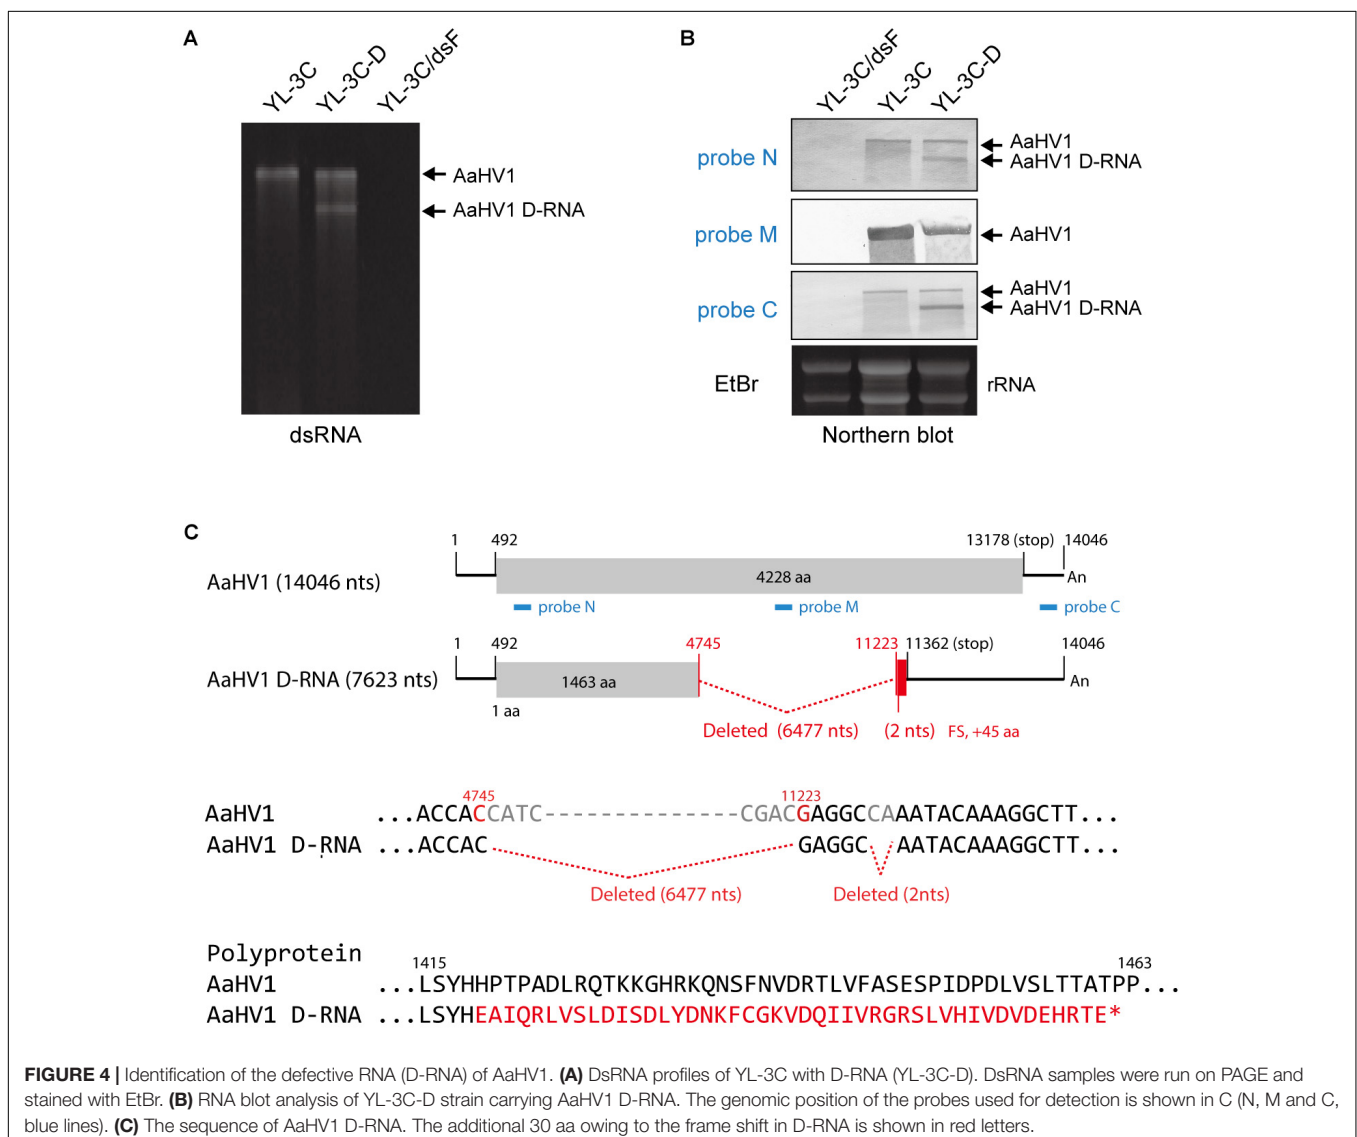 A
YL-3C
YL-3C-D
YL-3C/dsF
AaHV1
AaHV1 D-RNA
dsRNA
B
YL-3C/dsF
YL-3C
YL-3C-D
probe N
AaHV1
AaHV1 D-RNA
probe M
AaHV1
probe C
AaHV1
AaHV1 D-RNA
EtBr
rRNA
Northern blot
C
1 492 13178 (stop) 14046
AaHV1 (14046 nts) 4228 aa An
probe N probe M probe C
1 492 4745 11223 11362 (stop) 14046
AaHV1 D-RNA (7623 nts) 1463 aa An
1 aa
Deleted (6477 nts) (2 nts) FS, +45 aa
4745 11223
AaHV1 ...ACCACCATC--------------CGACGAGGCCAAATACAAAGGCTT...
AaHV1 D-RNA ...ACCAC GAGGC AATACAAAGGCTT...
Deleted (6477 nts) Deleted (2nts)
Polyprotein
1415 1463
AaHV1 ...LSYHHPTPADLRQTKKGHRKQNSFNVDRTLVFASESPIDPDLVSLTTATPP...
AaHV1 D-RNA ...LSYHEAIQRLVSLDISDLYDNKFCGKVDQIIVRGRSLVHIVDVDEHRTE*
FIGURE 4 | Identification of the defective RNA (D-RNA) of AaHV1. (A) DsRNA profiles of YL-3C with D-RNA (YL-3C-D). DsRNA samples were run on PAGE and
stained with EtBr. (B) RNA blot analysis of YL-3C-D strain carrying AaHV1 D-RNA. The genomic position of the probes used for detection is shown in C (N, M and C,
blue lines). (C) The sequence of AaHV1 D-RNA. The additional 30 aa owing to the frame shift in D-RNA is shown in red letters.